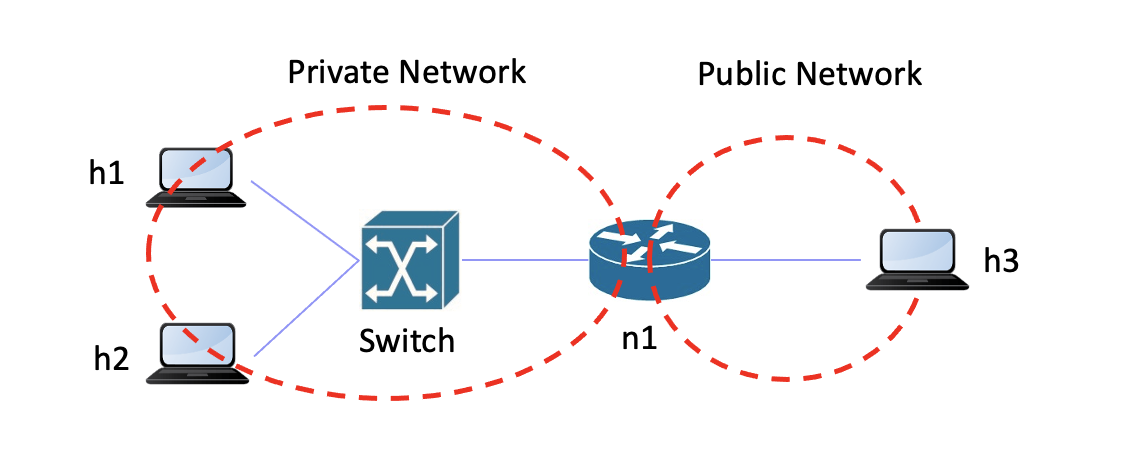 Private Network
Public Network
h1
h3
Switch
n1
h2